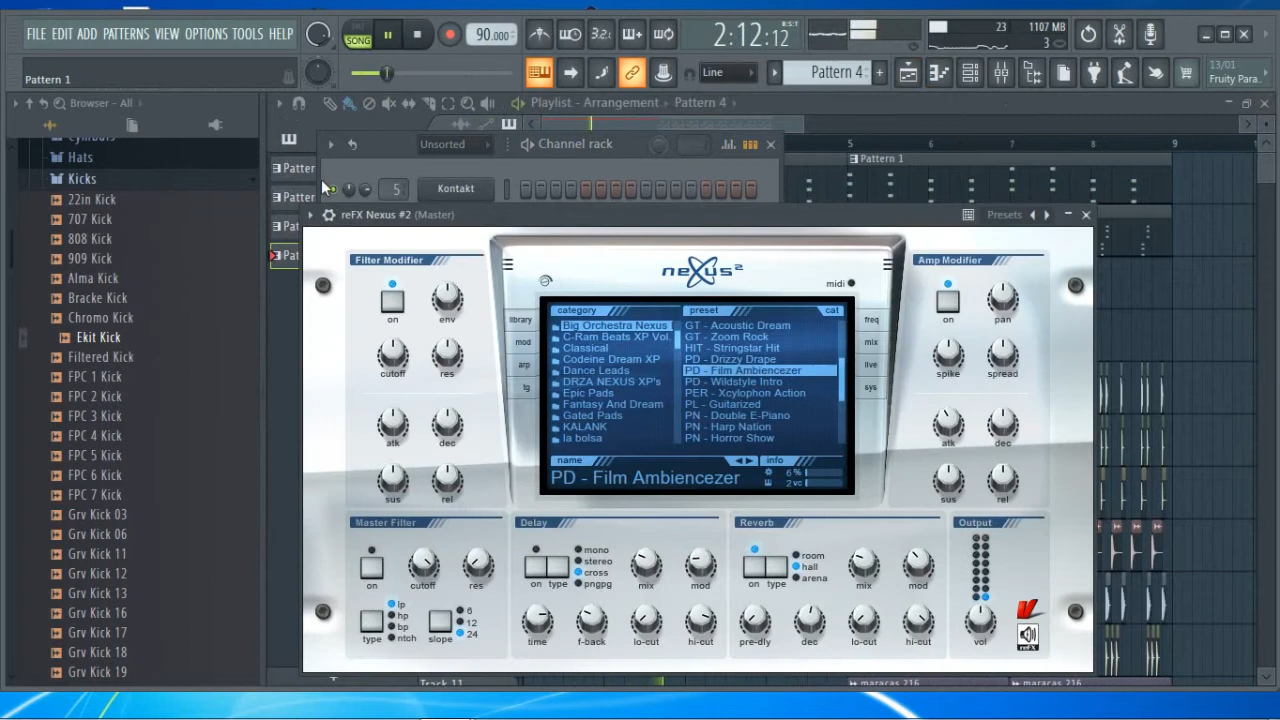 FILE EDIT ADD PATTERNS VIEW OPTIONS TOOLS HELP
SONG
90.000
3.2.
2:12:12
B:S:T
23
1107 MB
3
Pattern 1
Line
Pattern 4
13/01
Fruity Para..
Browser - All
Playlist - Arrangement
Pattern 4
Cymbals
Hats
Kicks
22in Kick
707 Kick
808 Kick
909 Kick
Alma Kick
Bracke Kick
Chromo Kick
Ekit Kick
Filtered Kick
FPC 1 Kick
FPC 2 Kick
FPC 3 Kick
FPC 4 Kick
FPC 5 Kick
FPC 6 Kick
FPC 7 Kick
Grv Kick 03
Grv Kick 06
Grv Kick 11
Grv Kick 12
Grv Kick 13
Grv Kick 16
Grv Kick 17
Grv Kick 18
Grv Kick 19
Patter
Patter
Pat
Pat
Unsorted
Channel rack
5
Kontakt
5 6 7 8 9
Pattern 1
reFX Nexus #2 (Master)
Presets
Filter Modifier
on
env
cutoff
res
atk
dec
sus
rel
nexus²
midi
library
mod
arp
tg
freq
mix
live
sys
category
preset
cat
Big Orchestra Nexus
C-Ram Beats XP Vol.
Classical
Codeine Dream XP
Dance Leads
DRZA NEXUS XP's
Epic Pads
Fantasy And Dream
Gated Pads
KALANK
la bolsa
GT - Acoustic Dream
GT - Zoom Rock
HIT - Stringstar Hit
PD - Drizzy Drape
PD - Film Ambiencezer
PD - Wildstyle Intro
PER - Xcylophon Action
PL - Guitarized
PN - Double E-Piano
PN - Harp Nation
PN - Horror Show
name
info
PD - Film Ambiencezer
6 %
2 vc
Amp Modifier
on
pan
spike
spread
atk
dec
sus
rel
Master Filter
on
cutoff
res
type
lp
hp
bp
ntch
slope
6
12
24
Delay
on
type
mono
stereo
cross
pngpg
mix
mod
time
f-back
lo-cut
hi-cut
Reverb
on
type
room
hall
arena
mix
mod
pre-dly
dec
lo-cut
hi-cut
Output
vol
reFX
Track 11
maracas 216
maracas 216